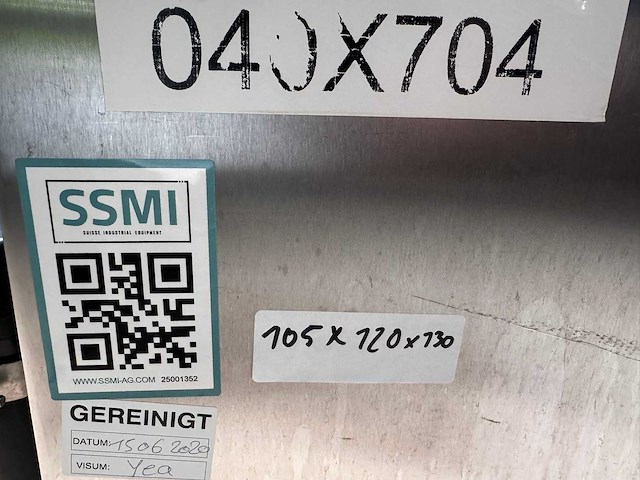 040X704
SSMI
SUISSE INDUSTRIAL EQUIPMENT
WWW.SSMI-AG.COM 25001352
105 X 120 x 130
GEREINIGT
DATUM: 15 06 2020
VISUM: Yea